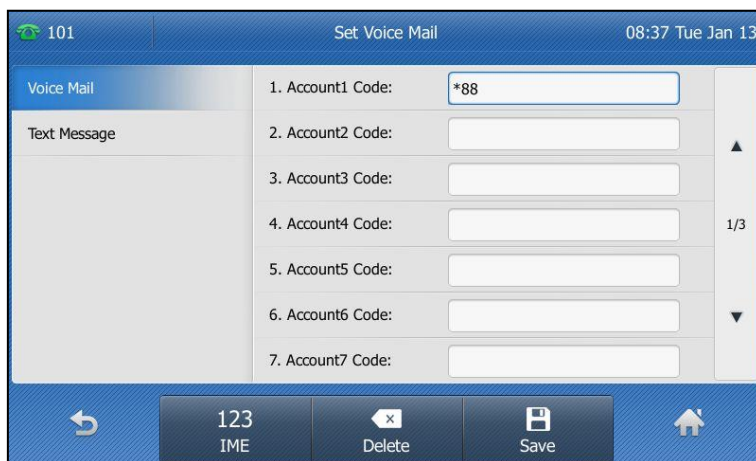 101 Set Voice Mail 08:37 Tue Jan 13
Voice Mail
Text Message
1. Account1 Code: *88
2. Account2 Code:
3. Account3 Code:
4. Account4 Code:
5. Account5 Code:
6. Account6 Code:
7. Account7 Code:
1/3
123
IME
Delete
Save